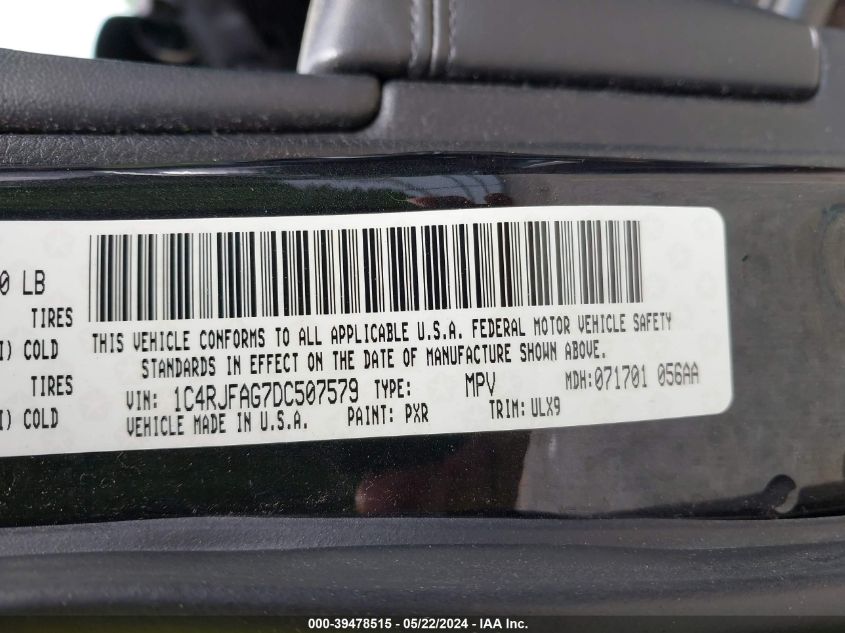 0 LB
TIRES
I) COLD
TIRES
I) COLD
THIS VEHICLE CONFORMS TO ALL APPLICABLE U.S.A. FEDERAL MOTOR VEHICLE SAFETY
STANDARDS IN EFFECT ON THE DATE OF MANUFACTURE SHOWN ABOVE.
VIN: 1C4RJFAG7DC507579 TYPE: MPV MDH:071701 056AA
VEHICLE MADE IN U.S.A. PAINT: PXR TRIM: ULX9
000-39478515 - 05/22/2024 - IAA Inc.